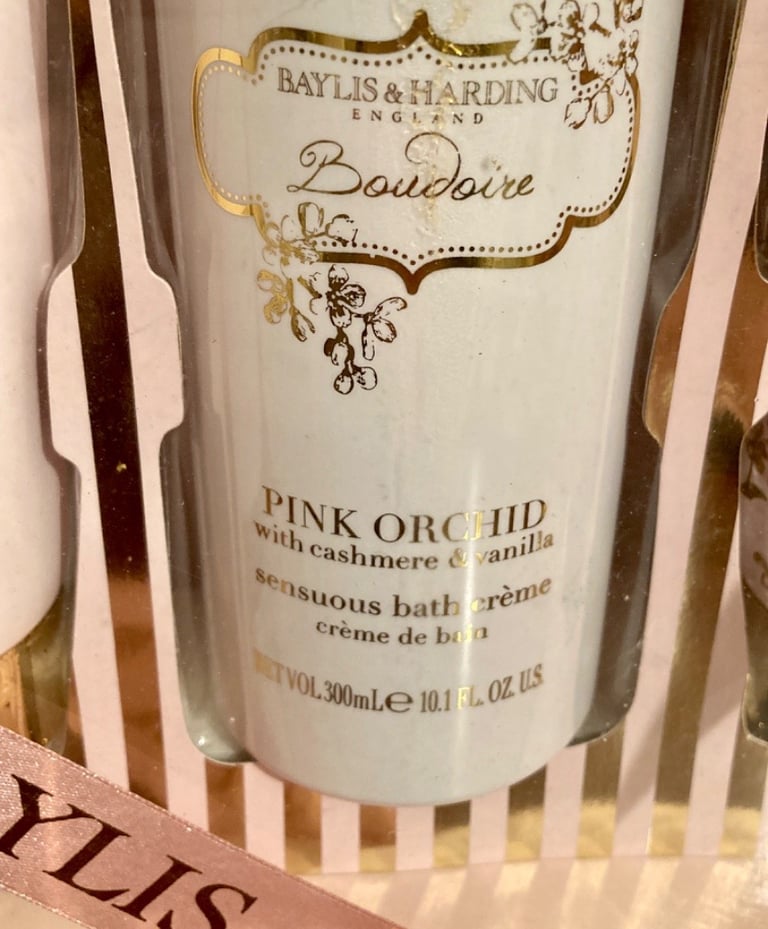 BAYLIS & HARDING
ENGLAND
Boudoire
PINK ORCHID
with cashmere & vanilla
sensuous bath crème
crème de bain
NET VOL 300mL e 10.1 FL. OZ. U.S.
YLIS